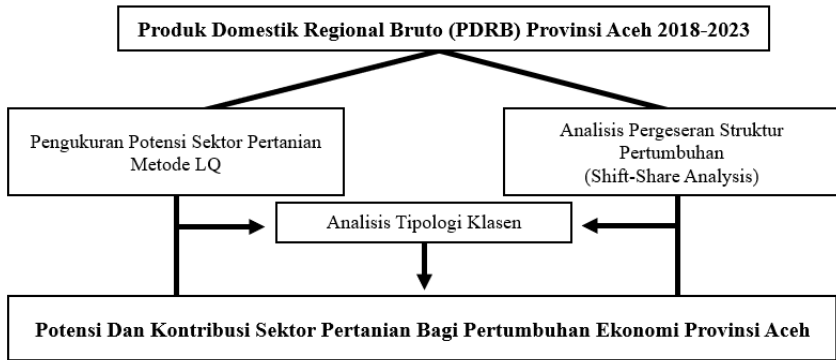 Produk Domestik Regional Bruto (PDRB) Provinsi Aceh 2018-2023
Pengukuran Potensi Sektor Pertanian
Metode LQ
Analisis Pergeseran Struktur
Pertumbuhan
(Shift-Share Analysis)
Analisis Tipologi Klasen
Potensi Dan Kontribusi Sektor Pertanian Bagi Pertumbuhan Ekonomi Provinsi Aceh